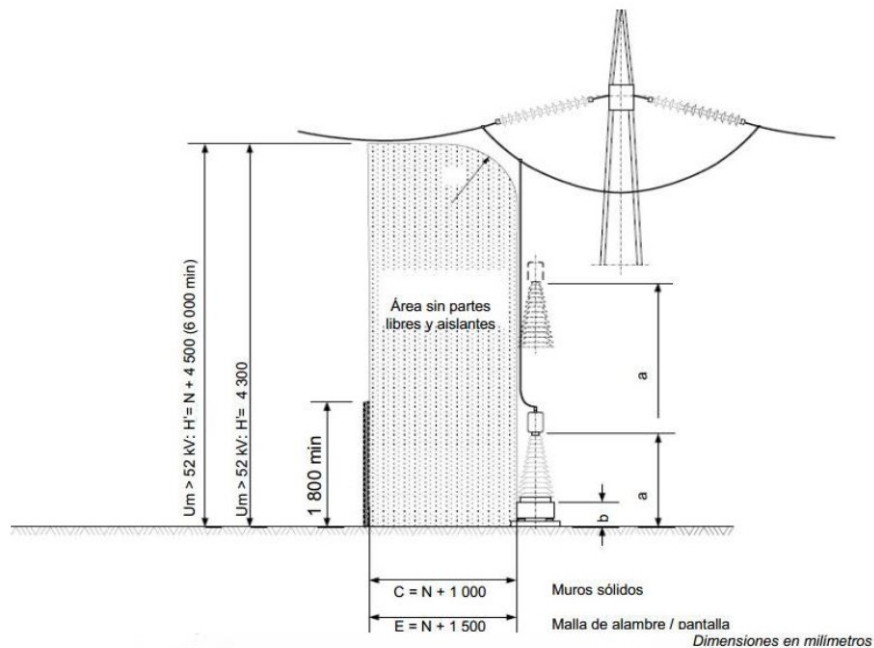 Um > 52 kV: H'= N + 4 500 (6 000 min)
Um > 52 kV: H'= 4 300
1 800 min
Área sin partes
libres y aislantes
a
a
b
C = N + 1 000
Muros sólidos
E = N + 1 500
Malla de alambre / pantalla
Dimensiones en milímetros